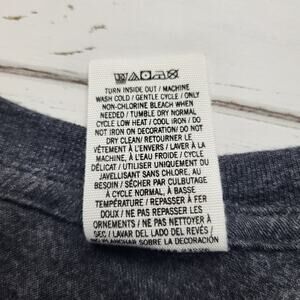 TURN INSIDE OUT / MACHINE
WASH COLD / GENTLE CYCLE / ONLY
NON-CHLORINE BLEACH WHEN
NEEDED / TUMBLE DRY NORMAL
CYCLE LOW HEAT / COOL IRON / DO
NOT IRON ON DECORATION/ DO NOT
DRY CLEAN / RETOURNER LE
VÊTEMENT À L'ENVERS / LAVER À LA
MACHINE, À L'EAU FROIDE / CYCLE
DÉLICAT / UTILISER UNIQUEMENT DU
JAVELLISANT SANS CHLORE, AU
BESOIN / SÉCHER PAR CULBUTAGE
À CYCLE NORMAL, À BASSE
TEMPÉRATURE / REPASSER À FER
DOUX / NE PAS REPASSER LES
ORNEMENTS / NE PAS NETTOYER À
SEC / LAVAR DEL LADO DEL REVÉS /
PLANCHAR SOBRE LA DECORACIÓN